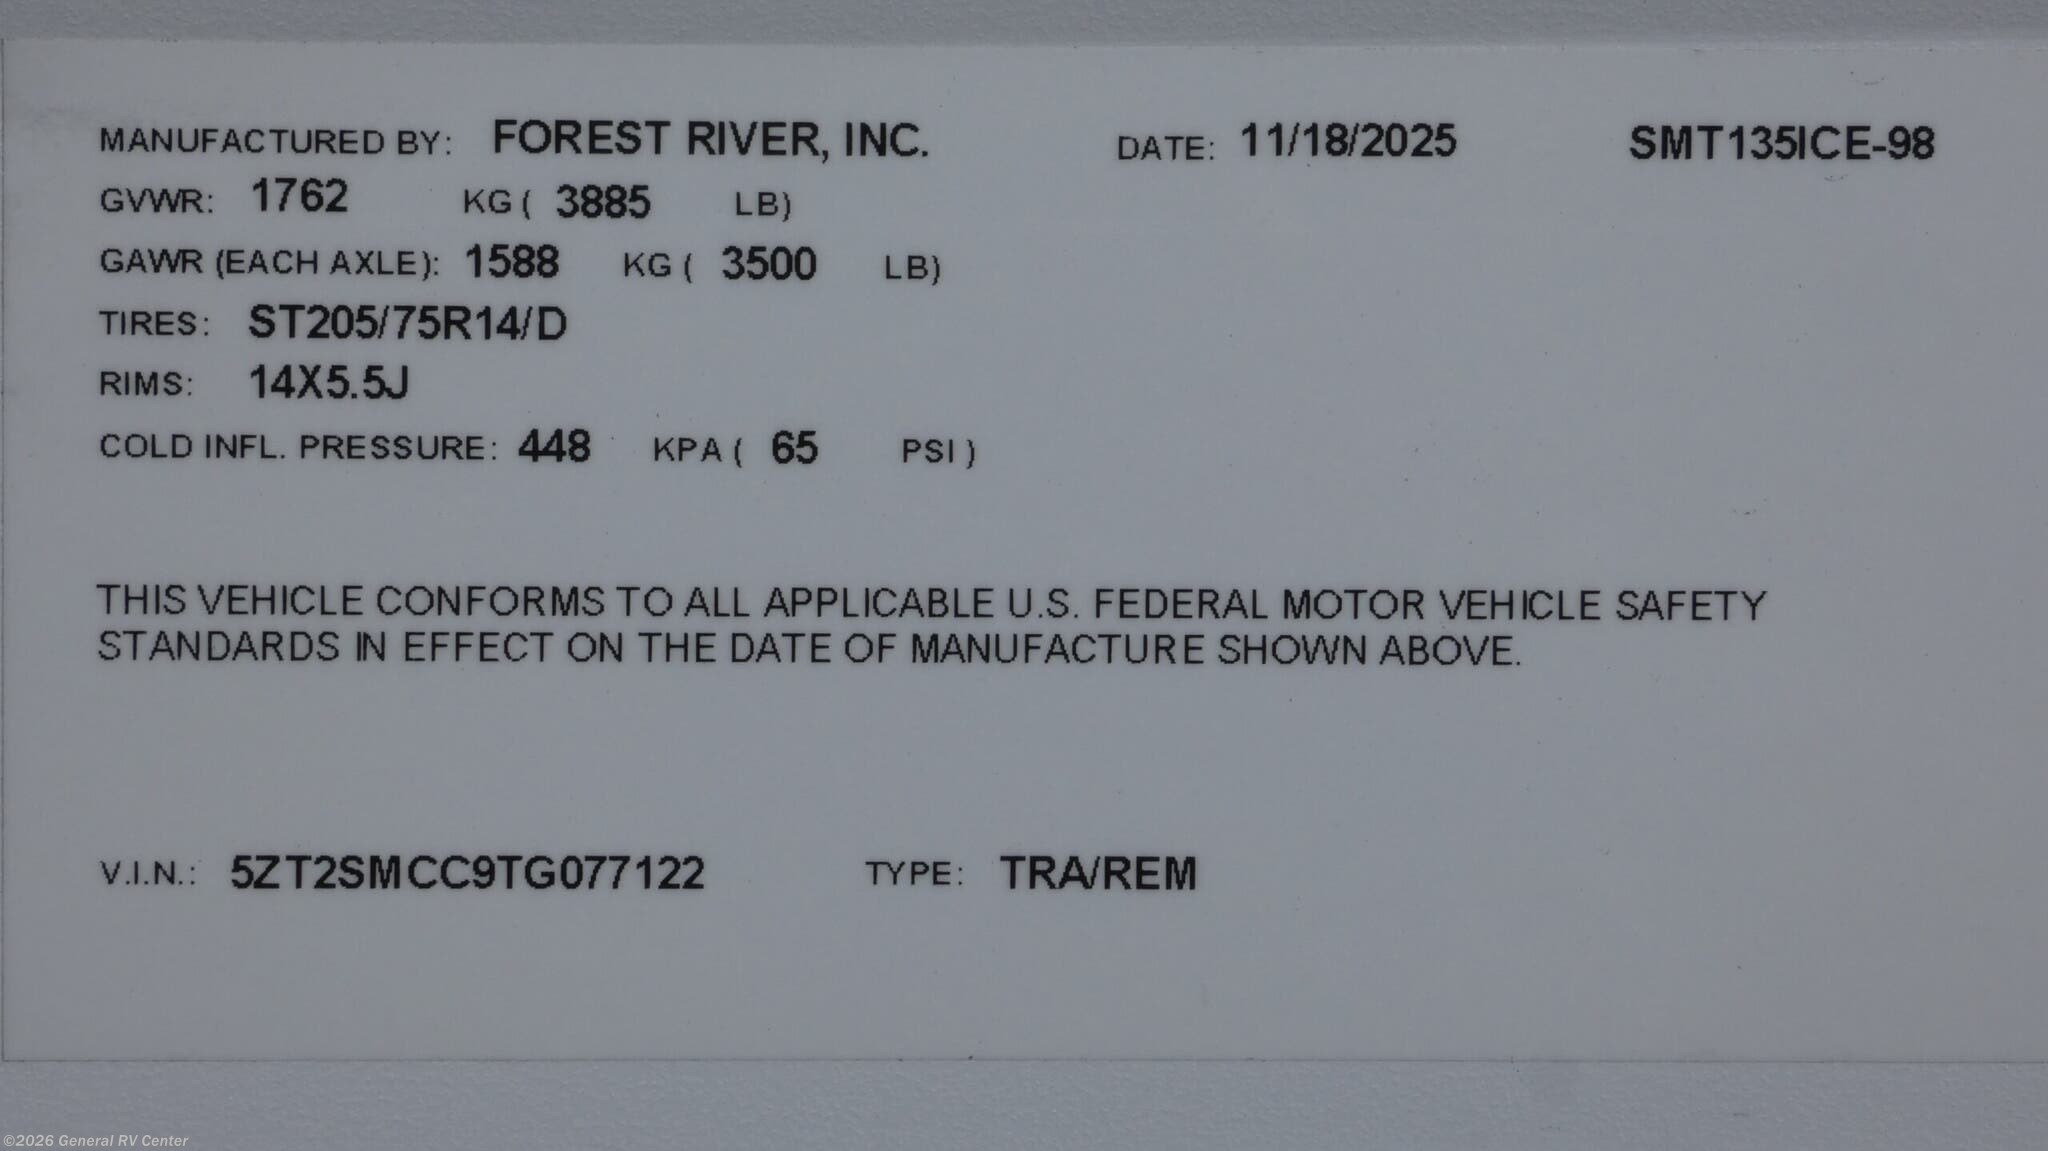 MANUFACTURED BY: FOREST RIVER, INC. DATE: 11/18/2025 SMT135ICE-98
GVWR: 1762 KG ( 3885 LB)
GAWR (EACH AXLE): 1588 KG ( 3500 LB)
TIRES: ST205/75R14/D
RIMS: 14X5.5J
COLD INFL. PRESSURE: 448 KPA ( 65 PSI )
THIS VEHICLE CONFORMS TO ALL APPLICABLE U.S. FEDERAL MOTOR VEHICLE SAFETY
STANDARDS IN EFFECT ON THE DATE OF MANUFACTURE SHOWN ABOVE.
V.I.N.: 5ZT2SMCC9TG077122 TYPE: TRA/REM
©2026 General RV Center